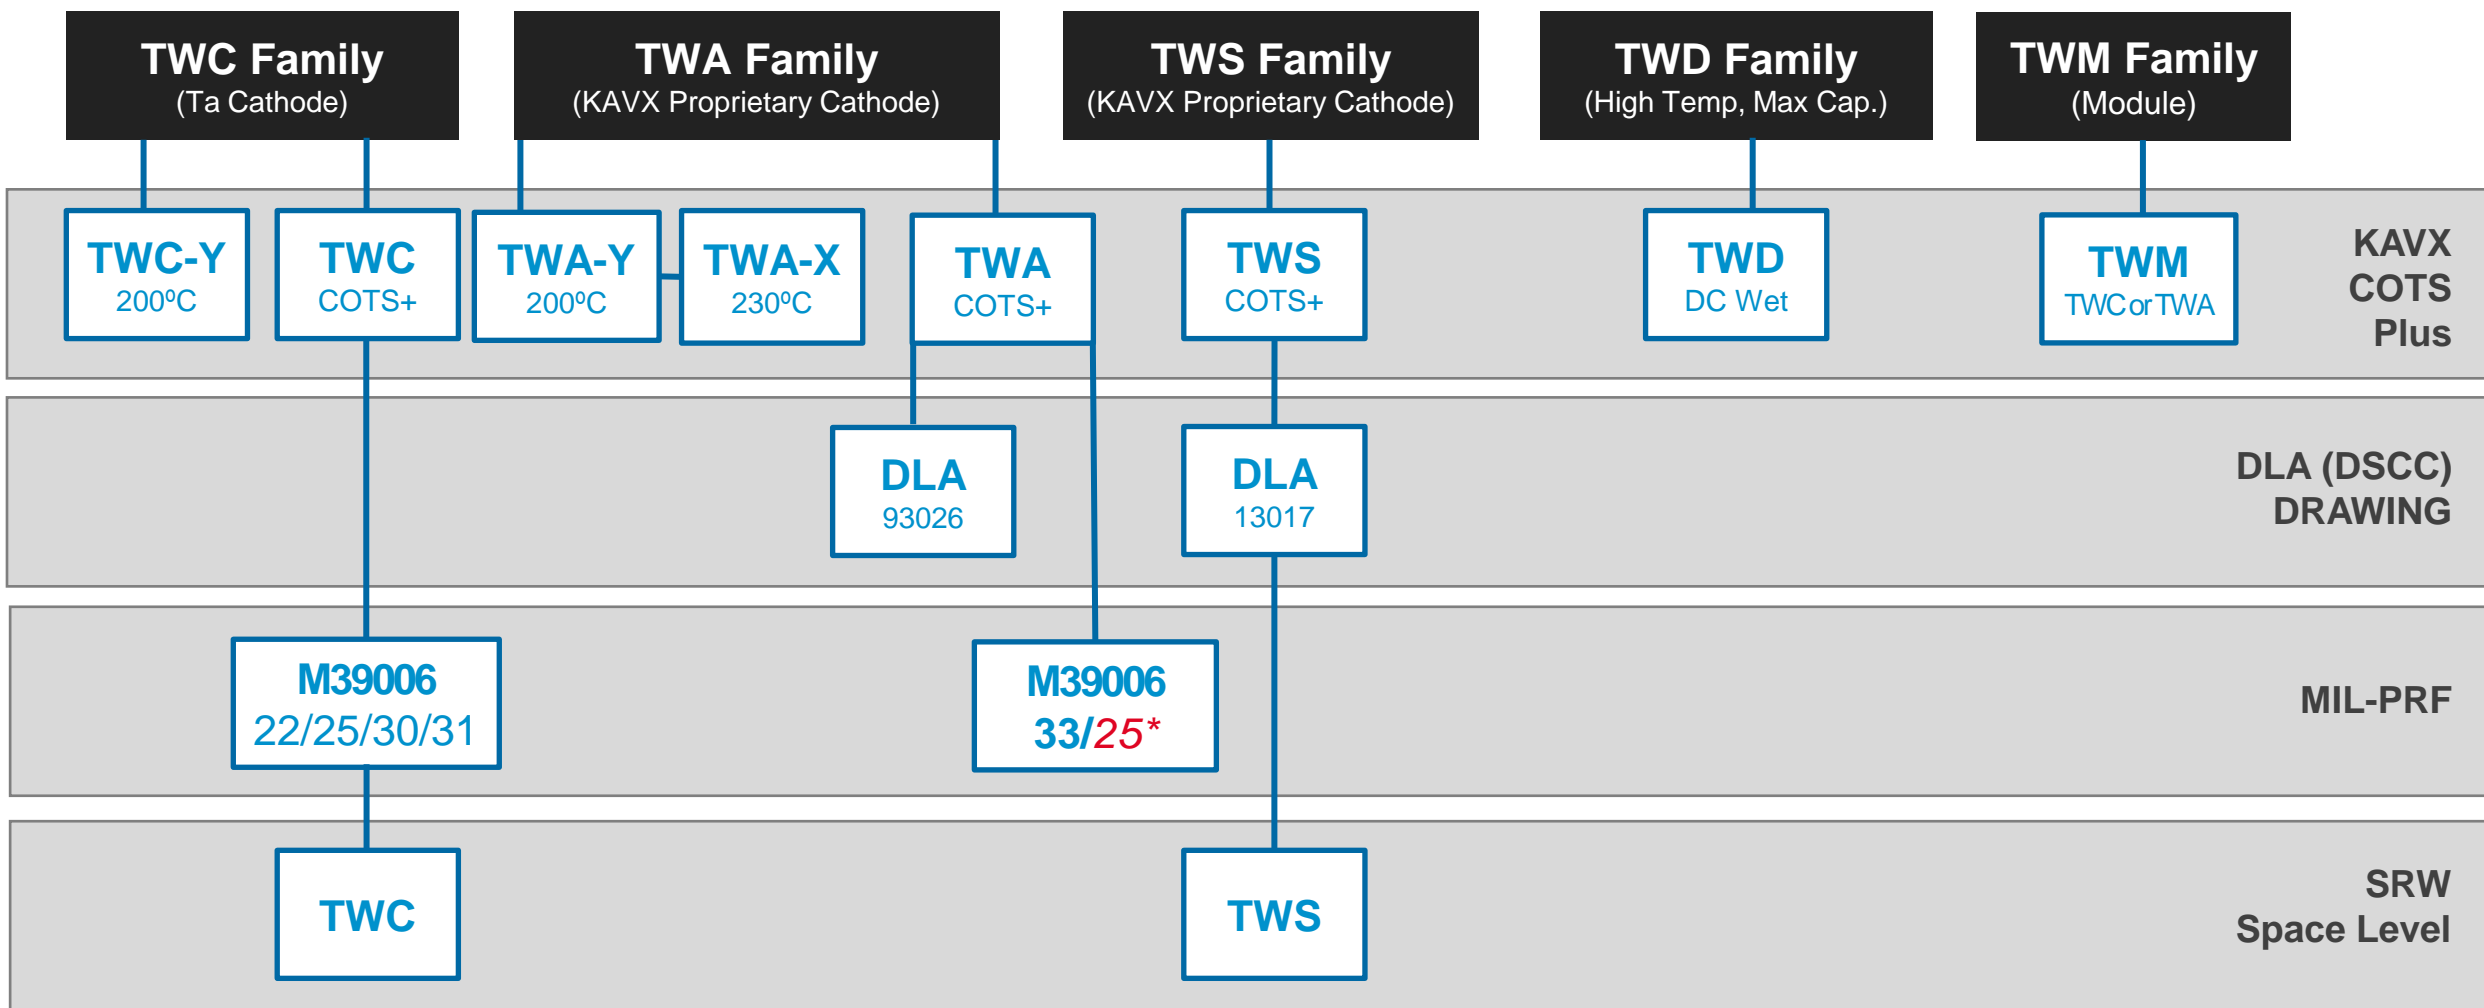 TWC Family
(Ta Cathode)
TWA Family
(KAVX Proprietary Cathode)
TWS Family
(KAVX Proprietary Cathode)
TWD Family
(High Temp, Max Cap.)
TWM Family
(Module)
TWC-Y
200ºC
TWC
COTS+
TWA-Y
200ºC
TWA-X
230ºC
TWA
COTS+
TWS
COTS+
TWD
DC Wet
TWM
TWC or TWA
KAVX
COTS
Plus
DLA
93026
DLA
13017
DLA (DSCC)
DRAWING
M39006
22/25/30/31
M39006
33/25*
MIL-PRF
TWC
TWS
SRW
Space Level